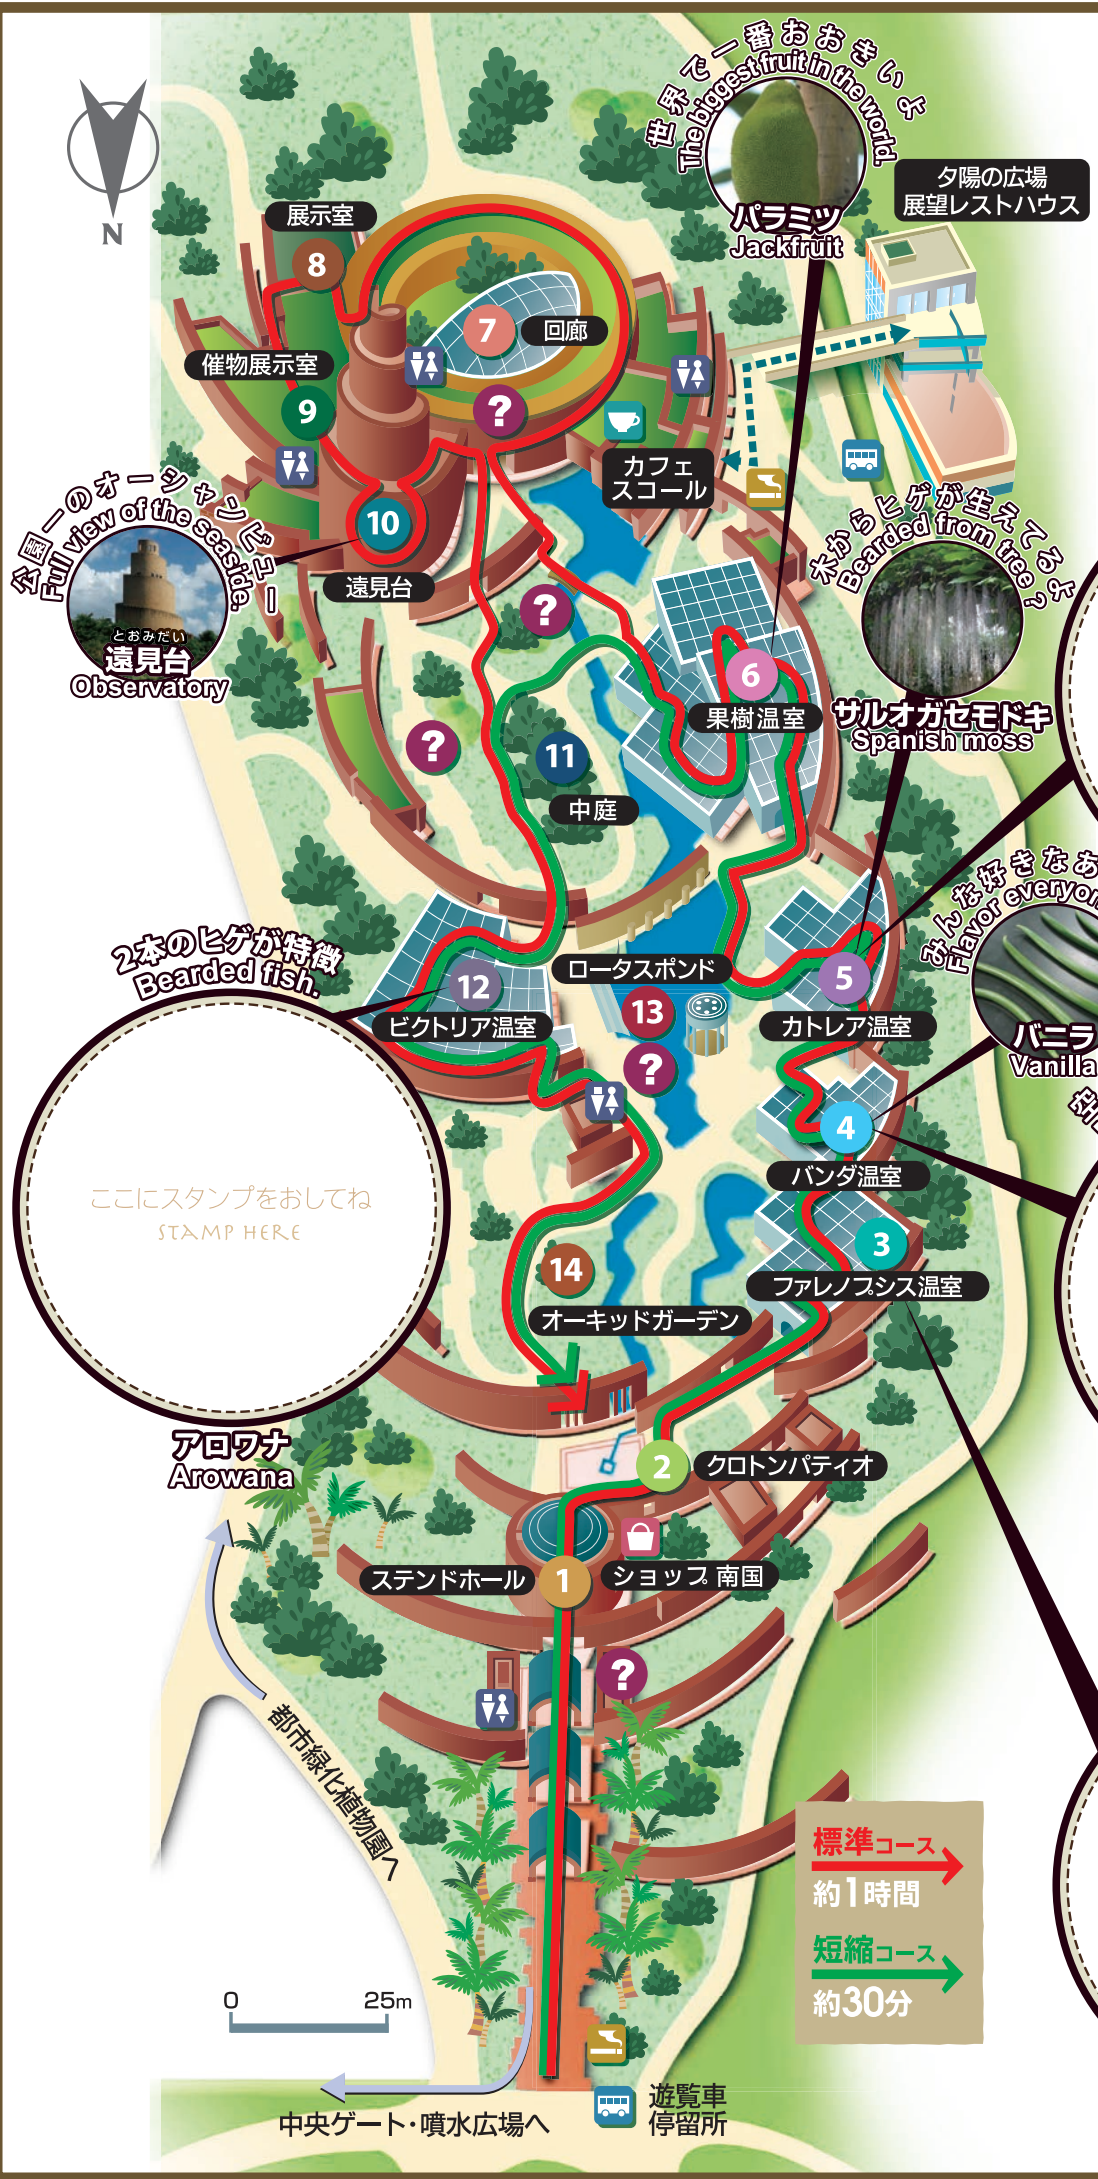 世界で一番おおきいよ
The biggest fruit in the world.
パラミツ
Jackfruit
夕陽の広場
展望レストハウス
N
展示室
8
7
回廊
催物展示室
9
?
カフェ
スコール
公園一のオーシャンビュー
Full view of the seaside.
とおみだい
遠見台
Observatory
10
遠見台
木からヒゲが生えてるよ
Bearded from tree?
サルオガセモドキ
Spanish moss
?
6
果樹温室
?
11
中庭
みんな好きなあ
Flavor everyon
バニラ
Vanilla
2本のヒゲが特徴
Bearded fish.
12
ビクトリア温室
ロータスポンド
13
?
5
カトレア温室
4
バンダ温室
ここにスタンプをおしてね
STAMP HERE
3
ファレノプシス温室
14
オーキッドガーデン
アロワナ
Arowana
2
クロトンパティオ
ステンドホール
1
ショップ 南国
?
都市緑化植物園へ
標準コース
約1時間
短縮コース
約30分
0 25m
中央ゲート・噴水広場へ
遊覧車
停留所